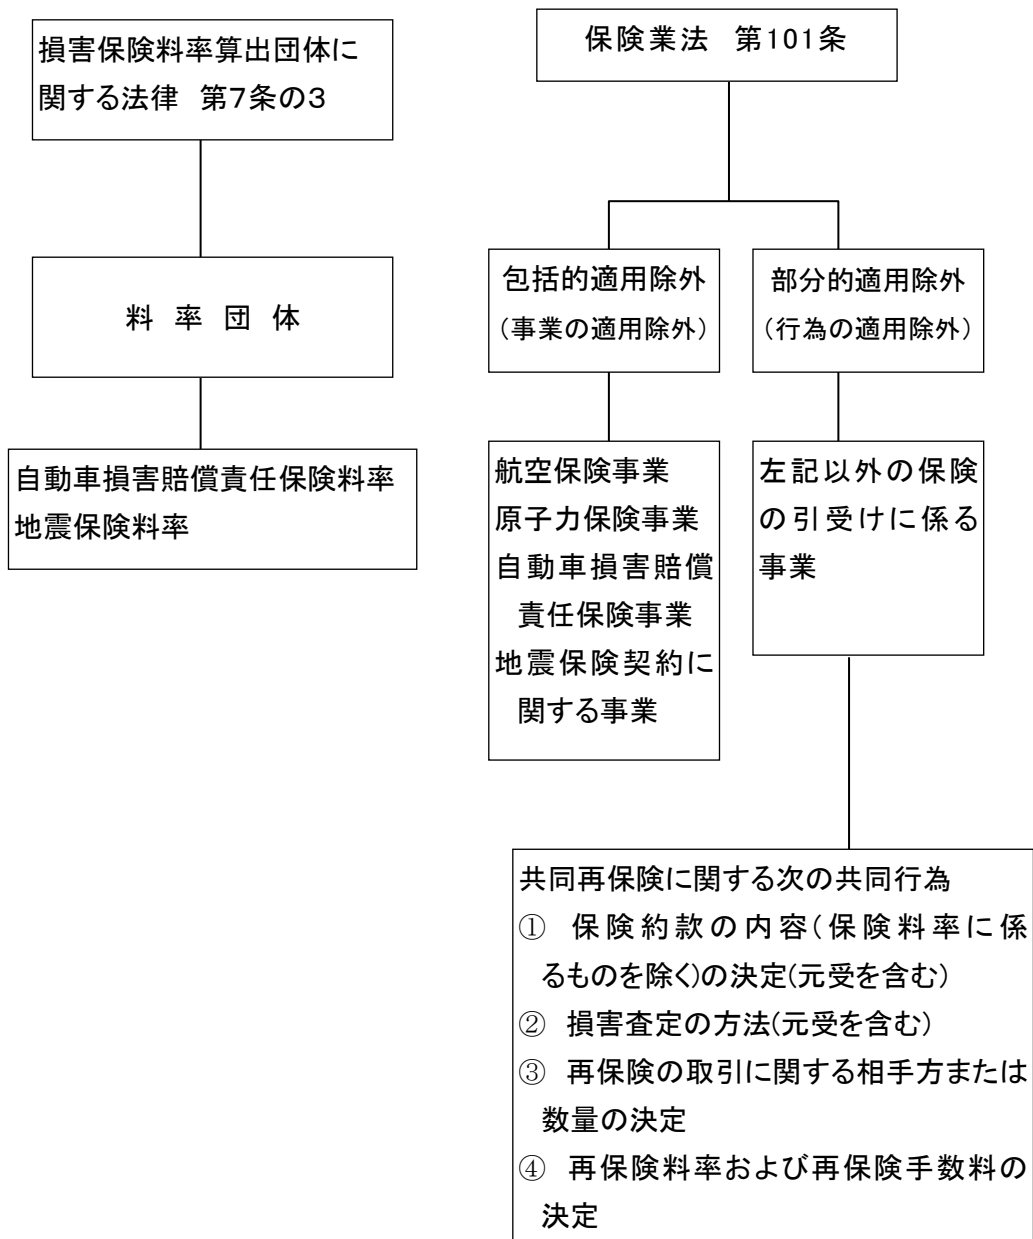 損害保険料率算出団体に
関する法律 第7条の3
料率団体
自動車損害賠償責任保険料率
地震保険料率
保険業法 第101条
包括的適用除外
(事業の適用除外)
部分的適用除外
(行為の適用除外)
航空保険事業
原子力保険事業
自動車損害賠償
責任保険事業
地震保険契約に
関する事業
左記以外の保険
の引受けに係る
事業
共同再保険に関する次の共同行為
① 保険約款の内容(保険料率に係
るものを除く)の決定(元受を含む)
② 損害査定の方法(元受を含む)
③ 再保険の取引に関する相手方または
数量の決定
④ 再保険料率および再保険手数料の
決定